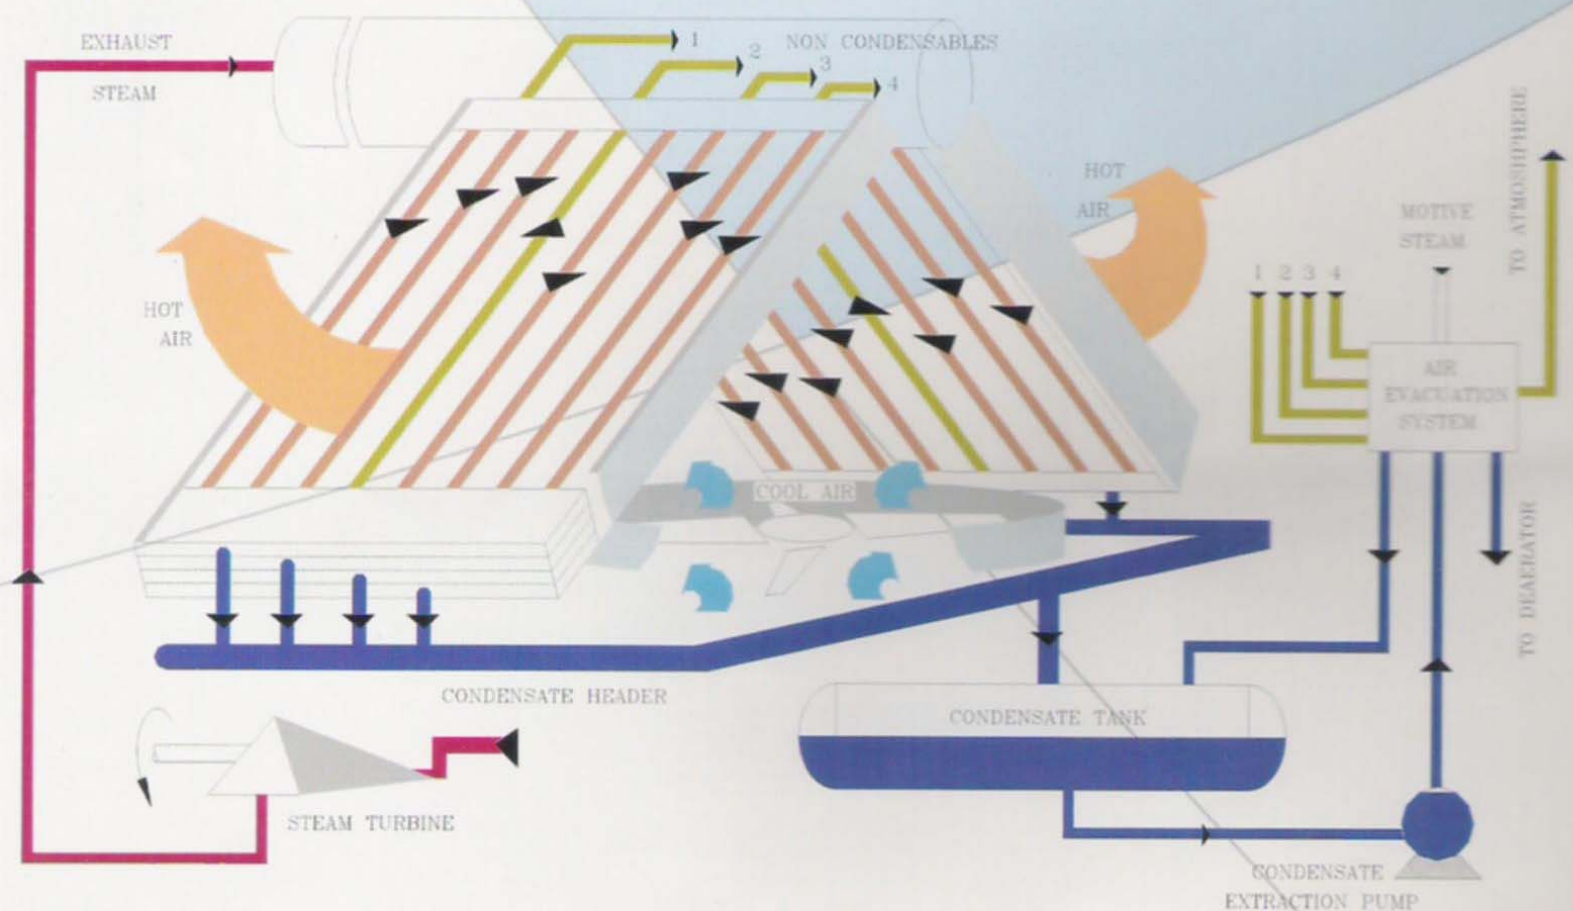 EXHAUST
STEAM
1
2
3
4
NON CONDENSABLES
HOT
AIR
HOT
AIR
COOL AIR
MOTIVE
STEAM
1 2 3 4
AIR
EVACUATION
SYSTEM
TO ATMOSHPHERE
TO DEAERATOR
CONDENSATE HEADER
CONDENSATE TANK
STEAM TURBINE
CONDENSATE
EXTRACTION PUMP